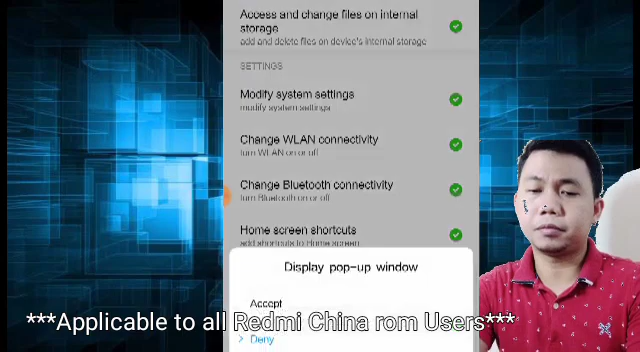 Access and change files on internal
storage
add and delete files on device's internal storage
SETTINGS
Modify system settings
modify system settings
Change WLAN connectivity
turn WLAN on or off
Change Bluetooth connectivity
turn Bluetooth on or off
Home screen shortcuts
add shortcuts to Home screen
Display pop-up window
Accept
***Applicable to all Redmi China rom Users***
Deny